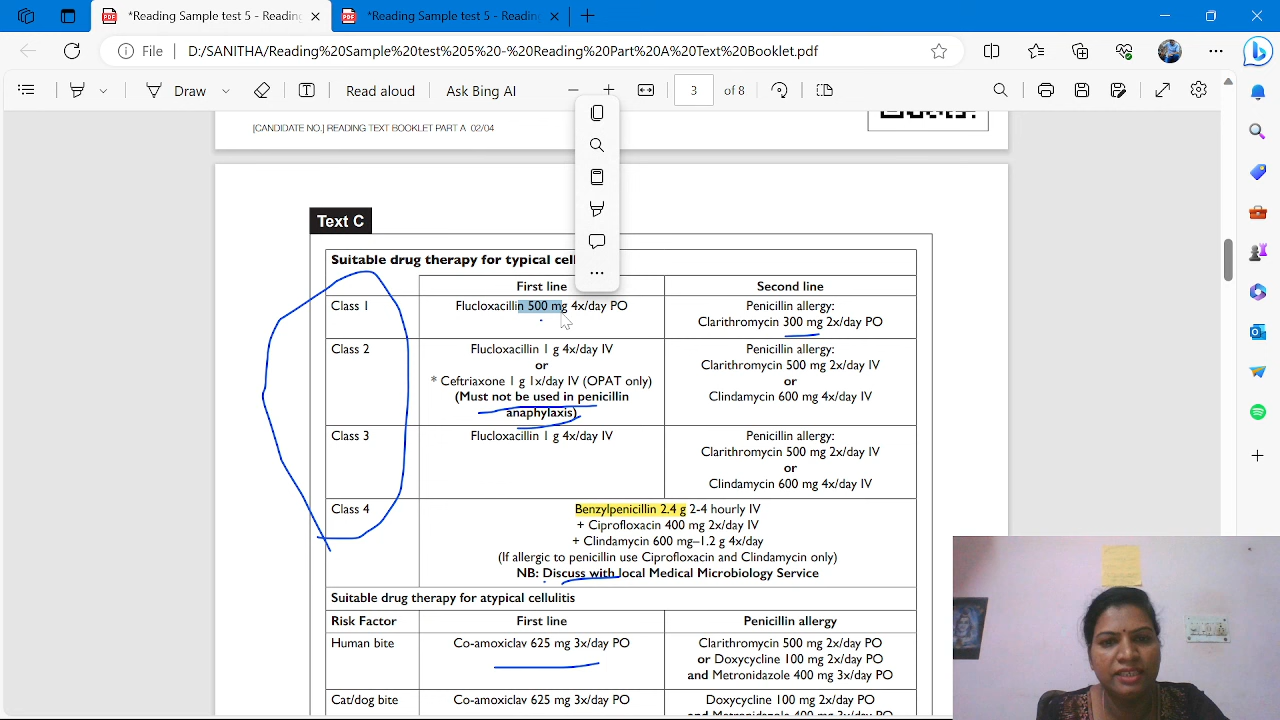 *Reading Sample test 5 - Reading
*Reading Sample test 5 - Reading
File | D:/SANITHA/Reading%20Sample%20test%205%20-%20Reading%20Part%20A%20Text%20Booklet.pdf
Draw
Read aloud
Ask Bing AI
3 of 8
[CANDIDATE NO.] READING TEXT BOOKLET PART A 02/04
Text C
Suitable drug therapy for typical cel
First line
Second line
Class 1
Flucloxacillin 500 mg 4x/day PO
Penicillin allergy:
Clarithromycin 300 mg 2x/day PO
Class 2
Flucloxacillin 1 g 4x/day IV
or
* Ceftriaxone 1 g 1x/day IV (OPAT only)
(Must not be used in penicillin
anaphylaxis)
Penicillin allergy:
Clarithromycin 500 mg 2x/day IV
or
Clindamycin 600 mg 4x/day IV
Class 3
Flucloxacillin 1 g 4x/day IV
Penicillin allergy:
Clarithromycin 500 mg 2x/day IV
or
Clindamycin 600 mg 4x/day IV
Class 4
Benzylpenicillin 2.4 g 2-4 hourly IV
+ Ciprofloxacin 400 mg 2x/day IV
+ Clindamycin 600 mg–1.2 g 4x/day
(If allergic to penicillin use Ciprofloxacin and Clindamycin only)
NB: Discuss with local Medical Microbiology Service
Suitable drug therapy for atypical cellulitis
Risk Factor
First line
Penicillin allergy
Human bite
Co-amoxiclav 625 mg 3x/day PO
Clarithromycin 500 mg 2x/day PO
or Doxycycline 100 mg 2x/day PO
and Metronidazole 400 mg 3x/day PO
Cat/dog bite
Co-amoxiclav 625 mg 3x/day PO
Doxycycline 100 mg 2x/day PO
and Metronidazole 400 mg 3x/day PO